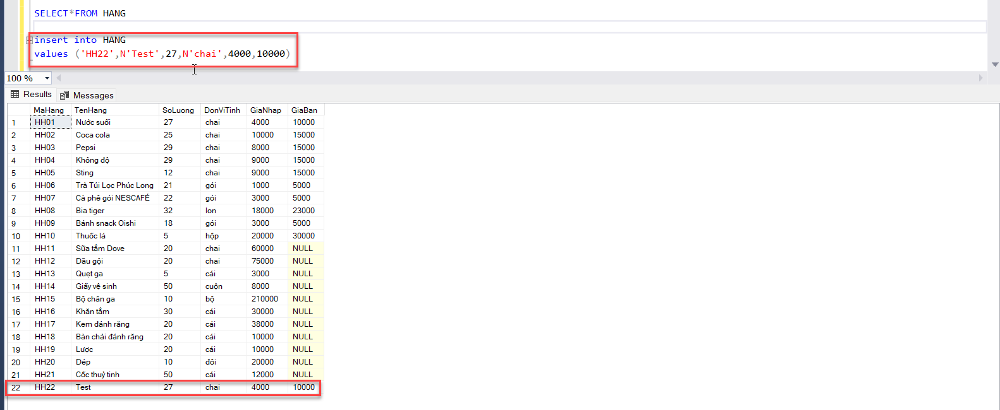 SELECT*FROM HANG
insert into HANG
values ('HH22',N'Test',27,N'chai',4000,10000)
100 %
Results Messages
MaHang TenHang SoLuong DonViTinh GiaNhap GiaBan
1 HH01 Nước suối 27 chai 4000 10000
2 HH02 Coca cola 25 chai 10000 15000
3 HH03 Pepsi 29 chai 8000 15000
4 HH04 Không độ 29 chai 9000 15000
5 HH05 Sting 12 chai 9000 15000
6 HH06 Trà Túi Lọc Phúc Long 21 gói 1000 5000
7 HH07 Cà phê gói NESCAFÉ 22 gói 3000 5000
8 HH08 Bia tiger 32 lon 18000 23000
9 HH09 Bánh snack Oishi 18 gói 3000 5000
10 HH10 Thuốc lá 5 hộp 20000 30000
11 HH11 Sữa tắm Dove 20 chai 60000 NULL
12 HH12 Dầu gội 20 chai 75000 NULL
13 HH13 Quẹt ga 5 cái 3000 NULL
14 HH14 Giấy vệ sinh 50 cuộn 8000 NULL
15 HH15 Bộ chăn ga 10 bộ 210000 NULL
16 HH16 Khăn tắm 30 cái 30000 NULL
17 HH17 Kem đánh răng 20 cái 38000 NULL
18 HH18 Bàn chải đánh răng 20 cái 10000 NULL
19 HH19 Lược 20 cái 10000 NULL
20 HH20 Dép 10 đôi 20000 NULL
21 HH21 Cốc thuỷ tinh 50 cái 12000 NULL
22 HH22 Test 27 chai 4000 10000